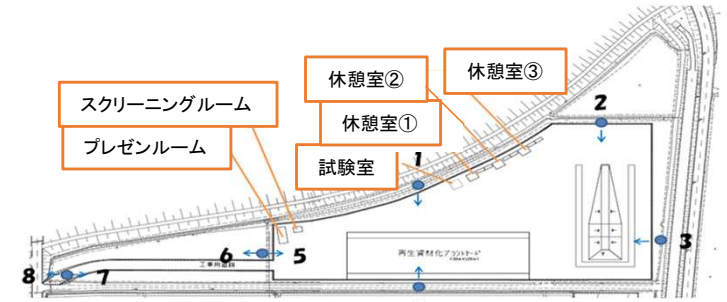 休憩室③
休憩室②
スクリーニングルーム
休憩室①
プレゼンルーム
試験室
2
1
3
再生資材化プラントヤード
6
5
工事用道路
8
7